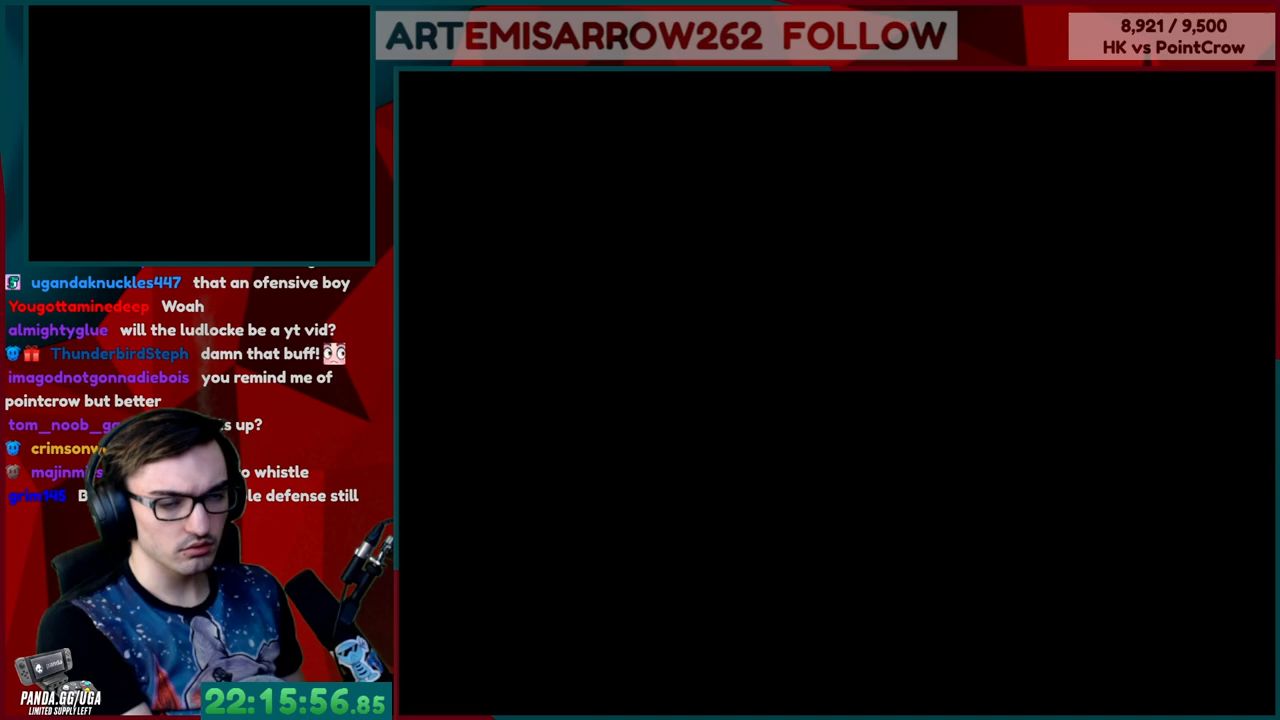 ARTEMISARROW262 FOLLOW
8,921 / 9,500
HK vs PointCrow
ugandaknuckles447 that an ofensive boy
Yougottaminedeep Woah
almightyglue will the ludlocke be a yt vid?
ThunderbirdSteph damn that buff!
imagodnotgonnadiebois you remind me of
pointcrow but better
up?
whistle
defense still
22:15:56.85
PANDA.GG/UGA
LIMITED SUPPLY LEFT